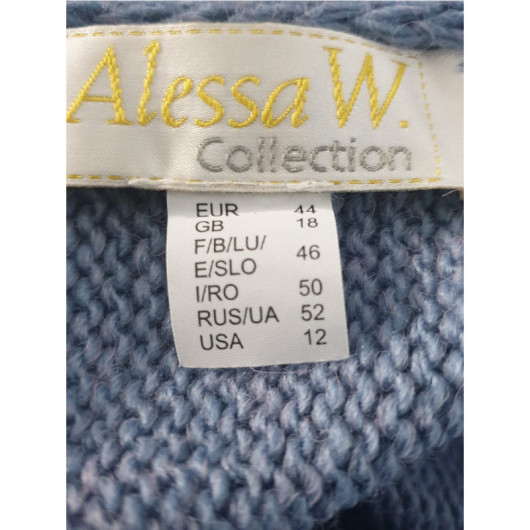 Alessa W.
Collection
EUR 44
GB 18
F/B/LU/
E/SLO 46
I/RO 50
RUS/UA 52
USA 12